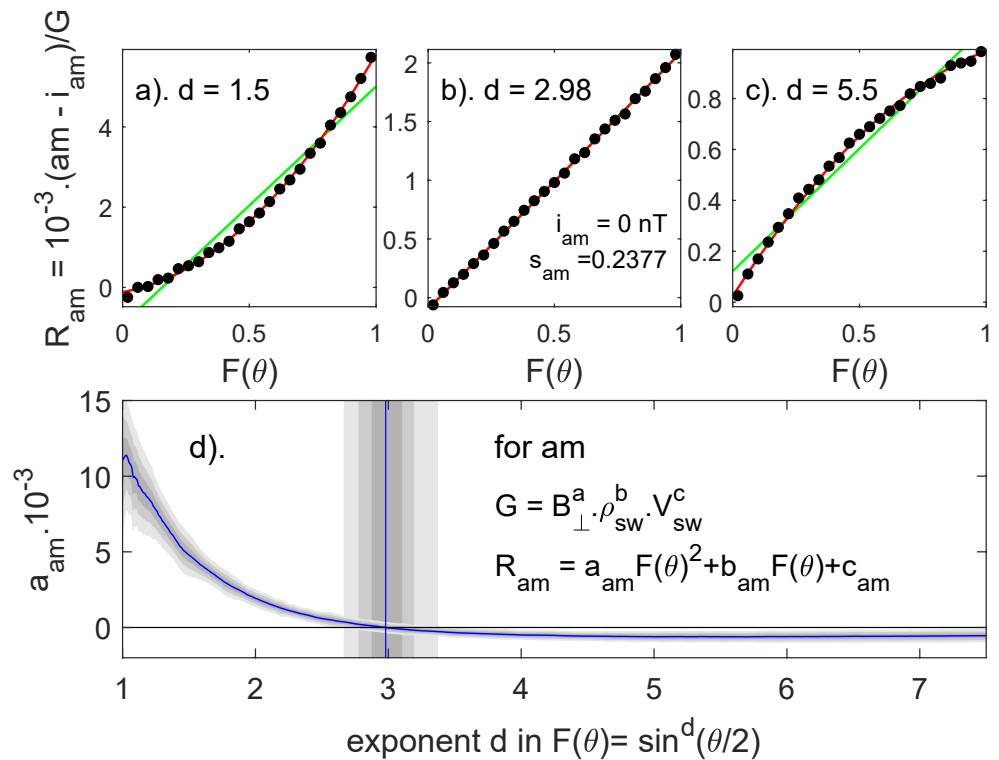 R_am = 10^-3.(am - i_am)/G
a). d = 1.5
4
2
0
0 0.5 1
F(θ)
b). d = 2.98
2
1.5
1
0.5
0
i_am = 0 nT
s_am =0.2377
0 0.5 1
F(θ)
c). d = 5.5
0.8
0.6
0.4
0.2
0
0 0.5 1
F(θ)
a_am.10^-3
15
10
5
0
d).
for am
G = B_⊥^a.ρ_sw^b.V_sw^c
R_am = a_am F(θ)^2+b_am F(θ)+c_am
1 2 3 4 5 6 7
exponent d in F(θ)= sin^d(θ/2)